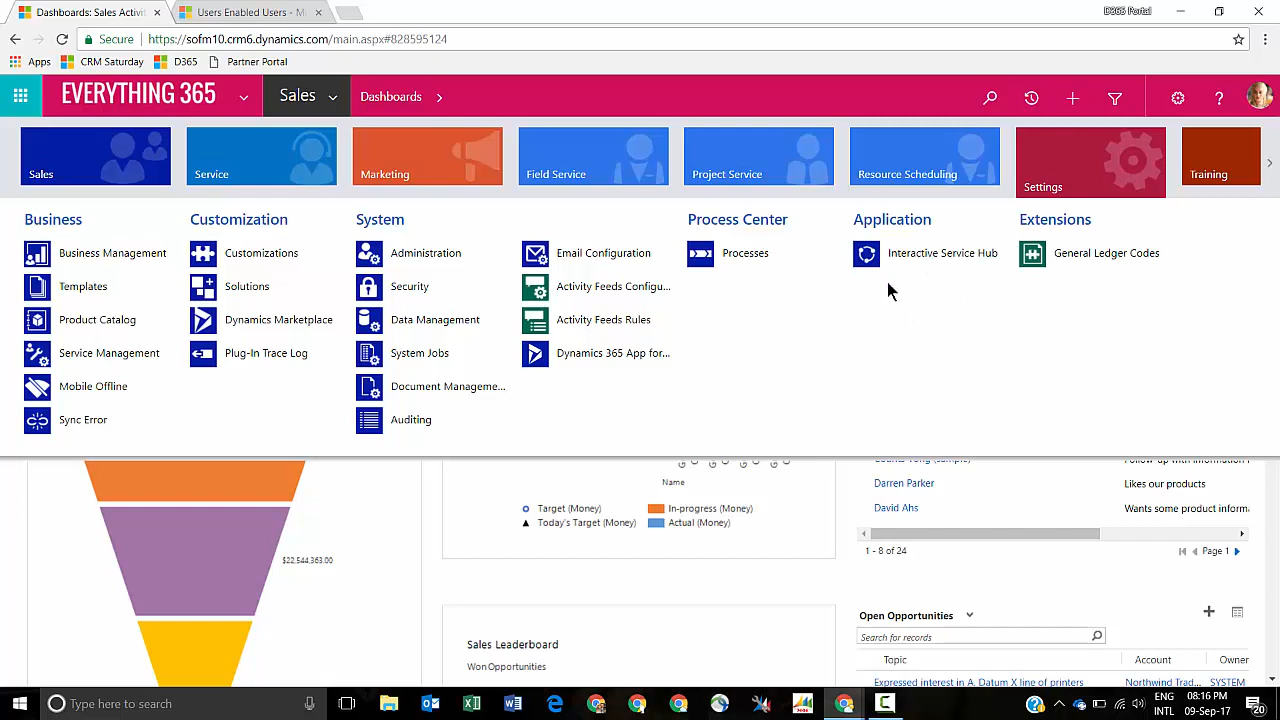 Dashboards: Sales Activi
Users Enabled Users - Mi
D365 Portal
Secure
https://sofm10.crm6.dynamics.com/main.aspx#828595124
Apps
CRM Saturday
D365
Partner Portal
EVERYTHING 365
Sales
Dashboards
Sales
Service
Marketing
Field Service
Project Service
Resource Scheduling
Settings
Training
Business
Business Management
Templates
Product Catalog
Service Management
Mobile Offline
Sync Error
Customization
Customizations
Solutions
Dynamics Marketplace
Plug-In Trace Log
System
Administration
Security
Data Management
System Jobs
Document Manageme...
Auditing
Email Configuration
Activity Feeds Configu...
Activity Feeds Rules
Dynamics 365 App for...
Process Center
Processes
Application
Interactive Service Hub
Extensions
General Ledger Codes
$22,544,363.00
Name
Target (Money)
In-progress (Money)
Today's Target (Money)
Actual (Money)
Follow-up with information
Darren Parker
Likes our products
David Ahs
Wants some product inform
1 - 8 of 24
Page 1
Sales Leaderboard
Won Opportunities
Open Opportunities
Search for records
Topic
Account
Owner
Expressed interest in A. Datum X line of printers
Northwind Trad...
SYSTEM
Type here to search
ENG
INTL
08:16 PM
09-Sep-17
20